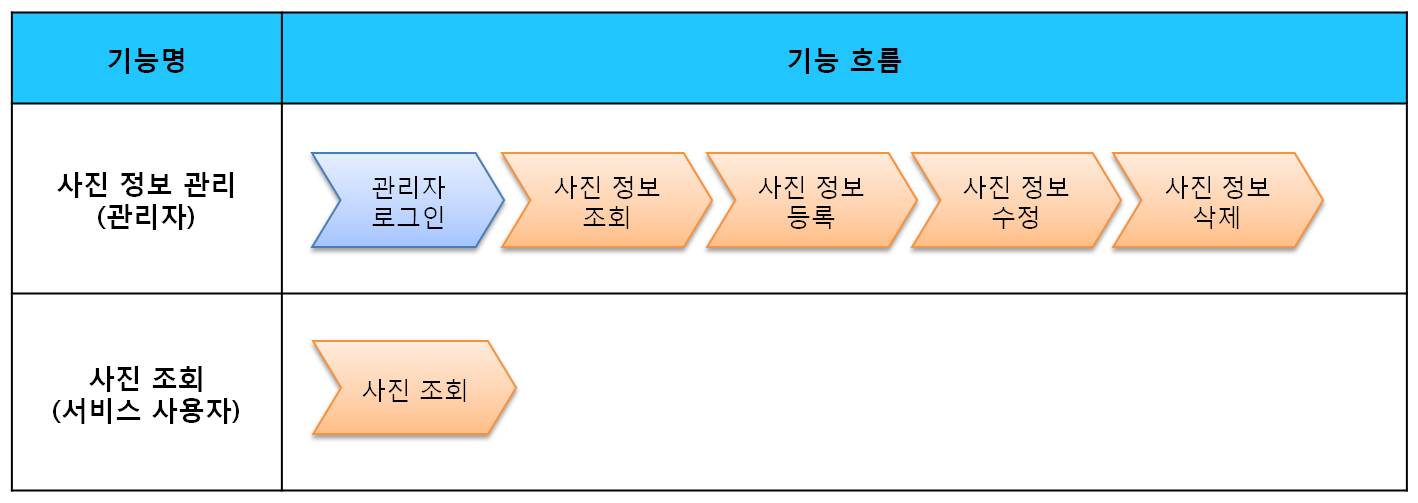 기능명
기능 흐름
사진 정보 관리
(관리자)
관리자
로그인
사진 정보
조회
사진 정보
등록
사진 정보
수정
사진 정보
삭제
사진 조회
(서비스 사용자)
사진 조회